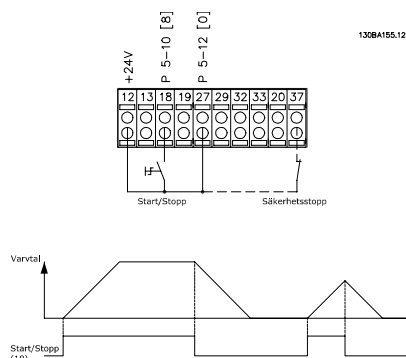 130BA155.12
+24V
P 5-10 [8]
P 5-12 [0]
12 13 18 19 27 29 32 33 20 37
Start/Stopp
Säkerhetsstopp
Varvtal
Start/Stopp
(18)